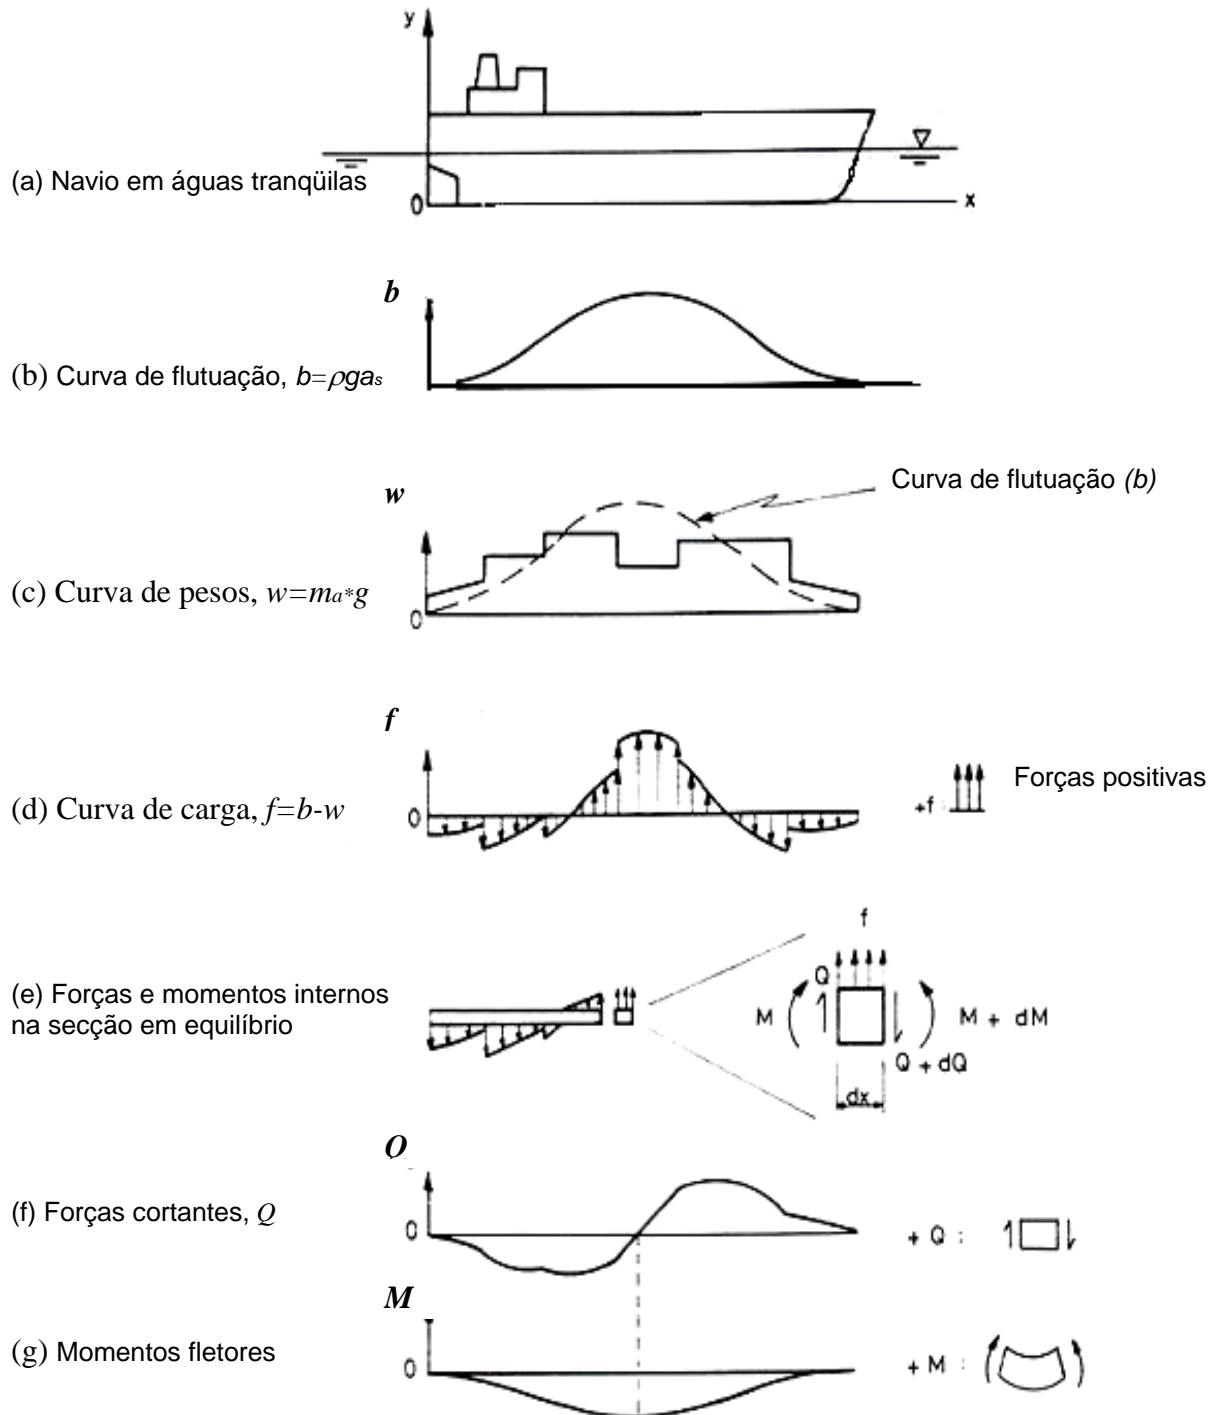 y
(a) Navio em águas tranqüilas
0
x
b
(b) Curva de flutuação, b=ρgas
Curva de flutuação (b)
w
(c) Curva de pesos, w=ma*g
0
f
(d) Curva de carga, f=b-w
0
+f :
Forças positivas
f
(e) Forças e momentos internos
na secção em equilíbrio
Q
M
M + dM
Q + dQ
dx
Q
(f) Forças cortantes, Q
0
+ Q :
M
(g) Momentos fletores
0
+ M :